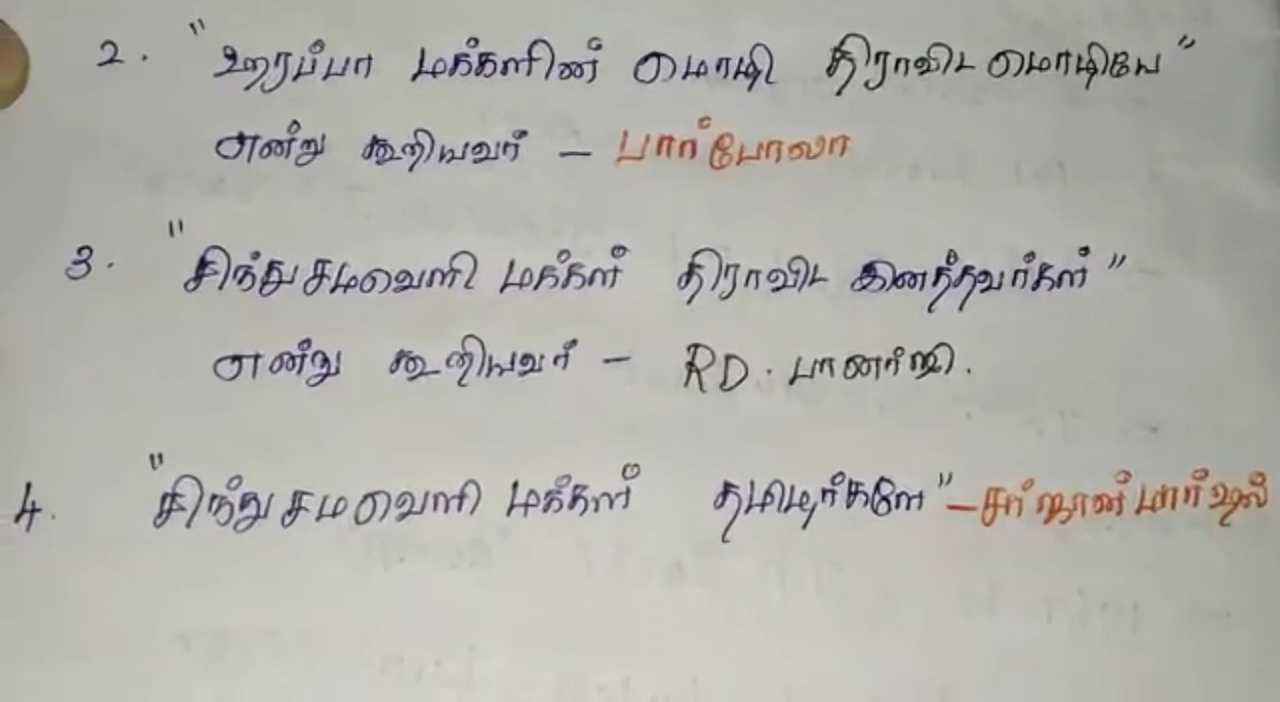 2. "ஹரப்பா மக்களின் மொழி திராவிட மொழியே"
என்று கூறியவர் - பார்போலா
3. "சிந்து சமவெளி மக்கள் திராவிட இனத்தவர்கள்"
என்று கூறியவர் - RD. பானர்ஜி.
4. "சிந்து சமவெளி மக்கள் தமிழர்களே" - சர் ஜான் மார்ஷல்